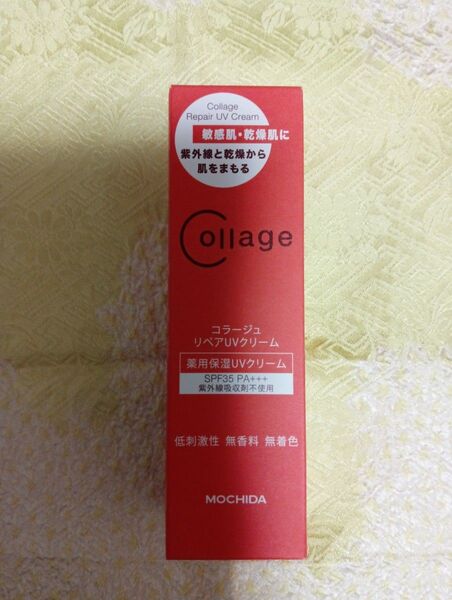 Collage
Repair UV Cream
敏感肌・乾燥肌に
紫外線と乾燥から
肌をまもる
Collage
コラージュ
リペアUVクリーム
薬用保湿UVクリーム
SPF35 PA+++
紫外線吸収剤不使用
低刺激性 無香料 無着色
MOCHIDA